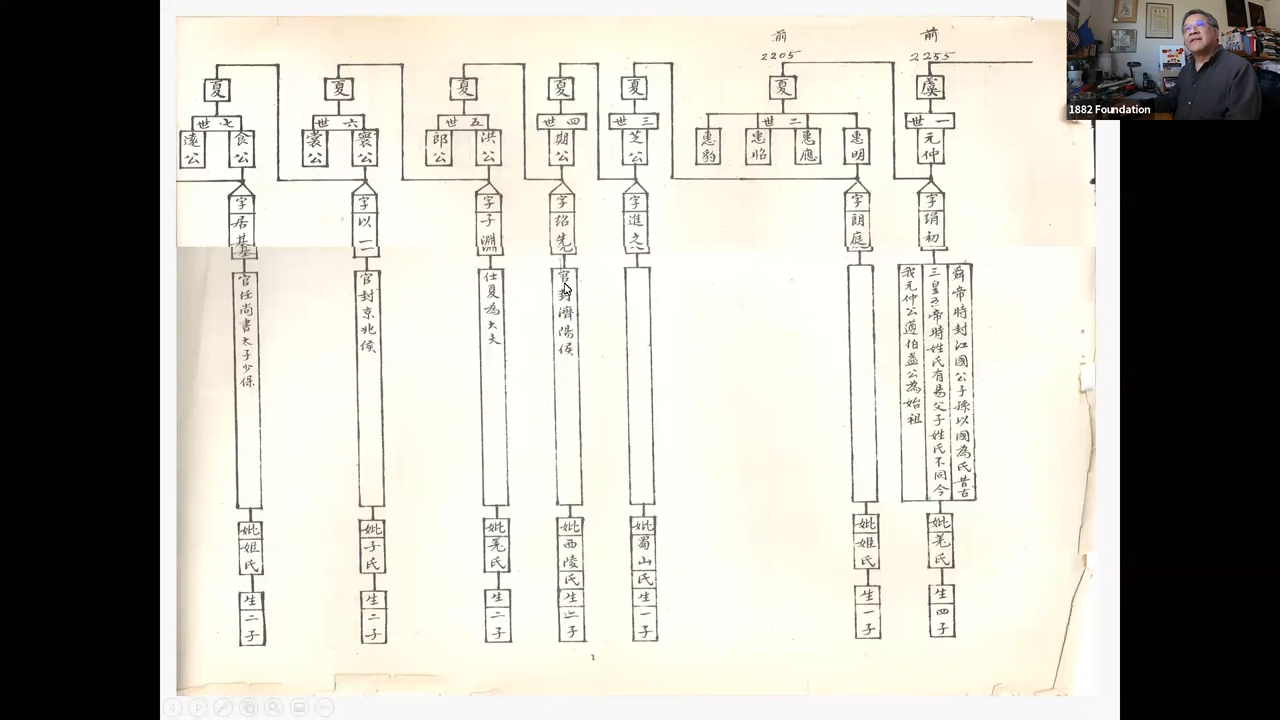 前
2255
虞
世一
元仲
字
琄初
舜帝時封江國公子孫以國為氏昔古
三皇五帝時姓氏有易父子姓氏不同今
我元仲公遵伯益公為始祖
妣
羌氏
生
四子
前
2205
夏
世二
惠明
惠應
惠昭
惠豹
字
朗庭
妣
姬氏
生
一子
夏
世三
芝公
字
進文
妣
蜀山氏
生
一子
夏
世四
期公
字
紹先
官封濟陽侯
妣
西陵氏
生
二子
夏
世五
洪公
郎公
字
子淵
仕夏為大夫
妣
羌氏
生
二子
夏
世六
寰公
裳公
字
以一
官封京兆侯
妣
子氏
生
二子
夏
世七
食公
遠公
字
居基
官任尚書太子少保
妣
姬氏
生
二子
1
1882 Foundation